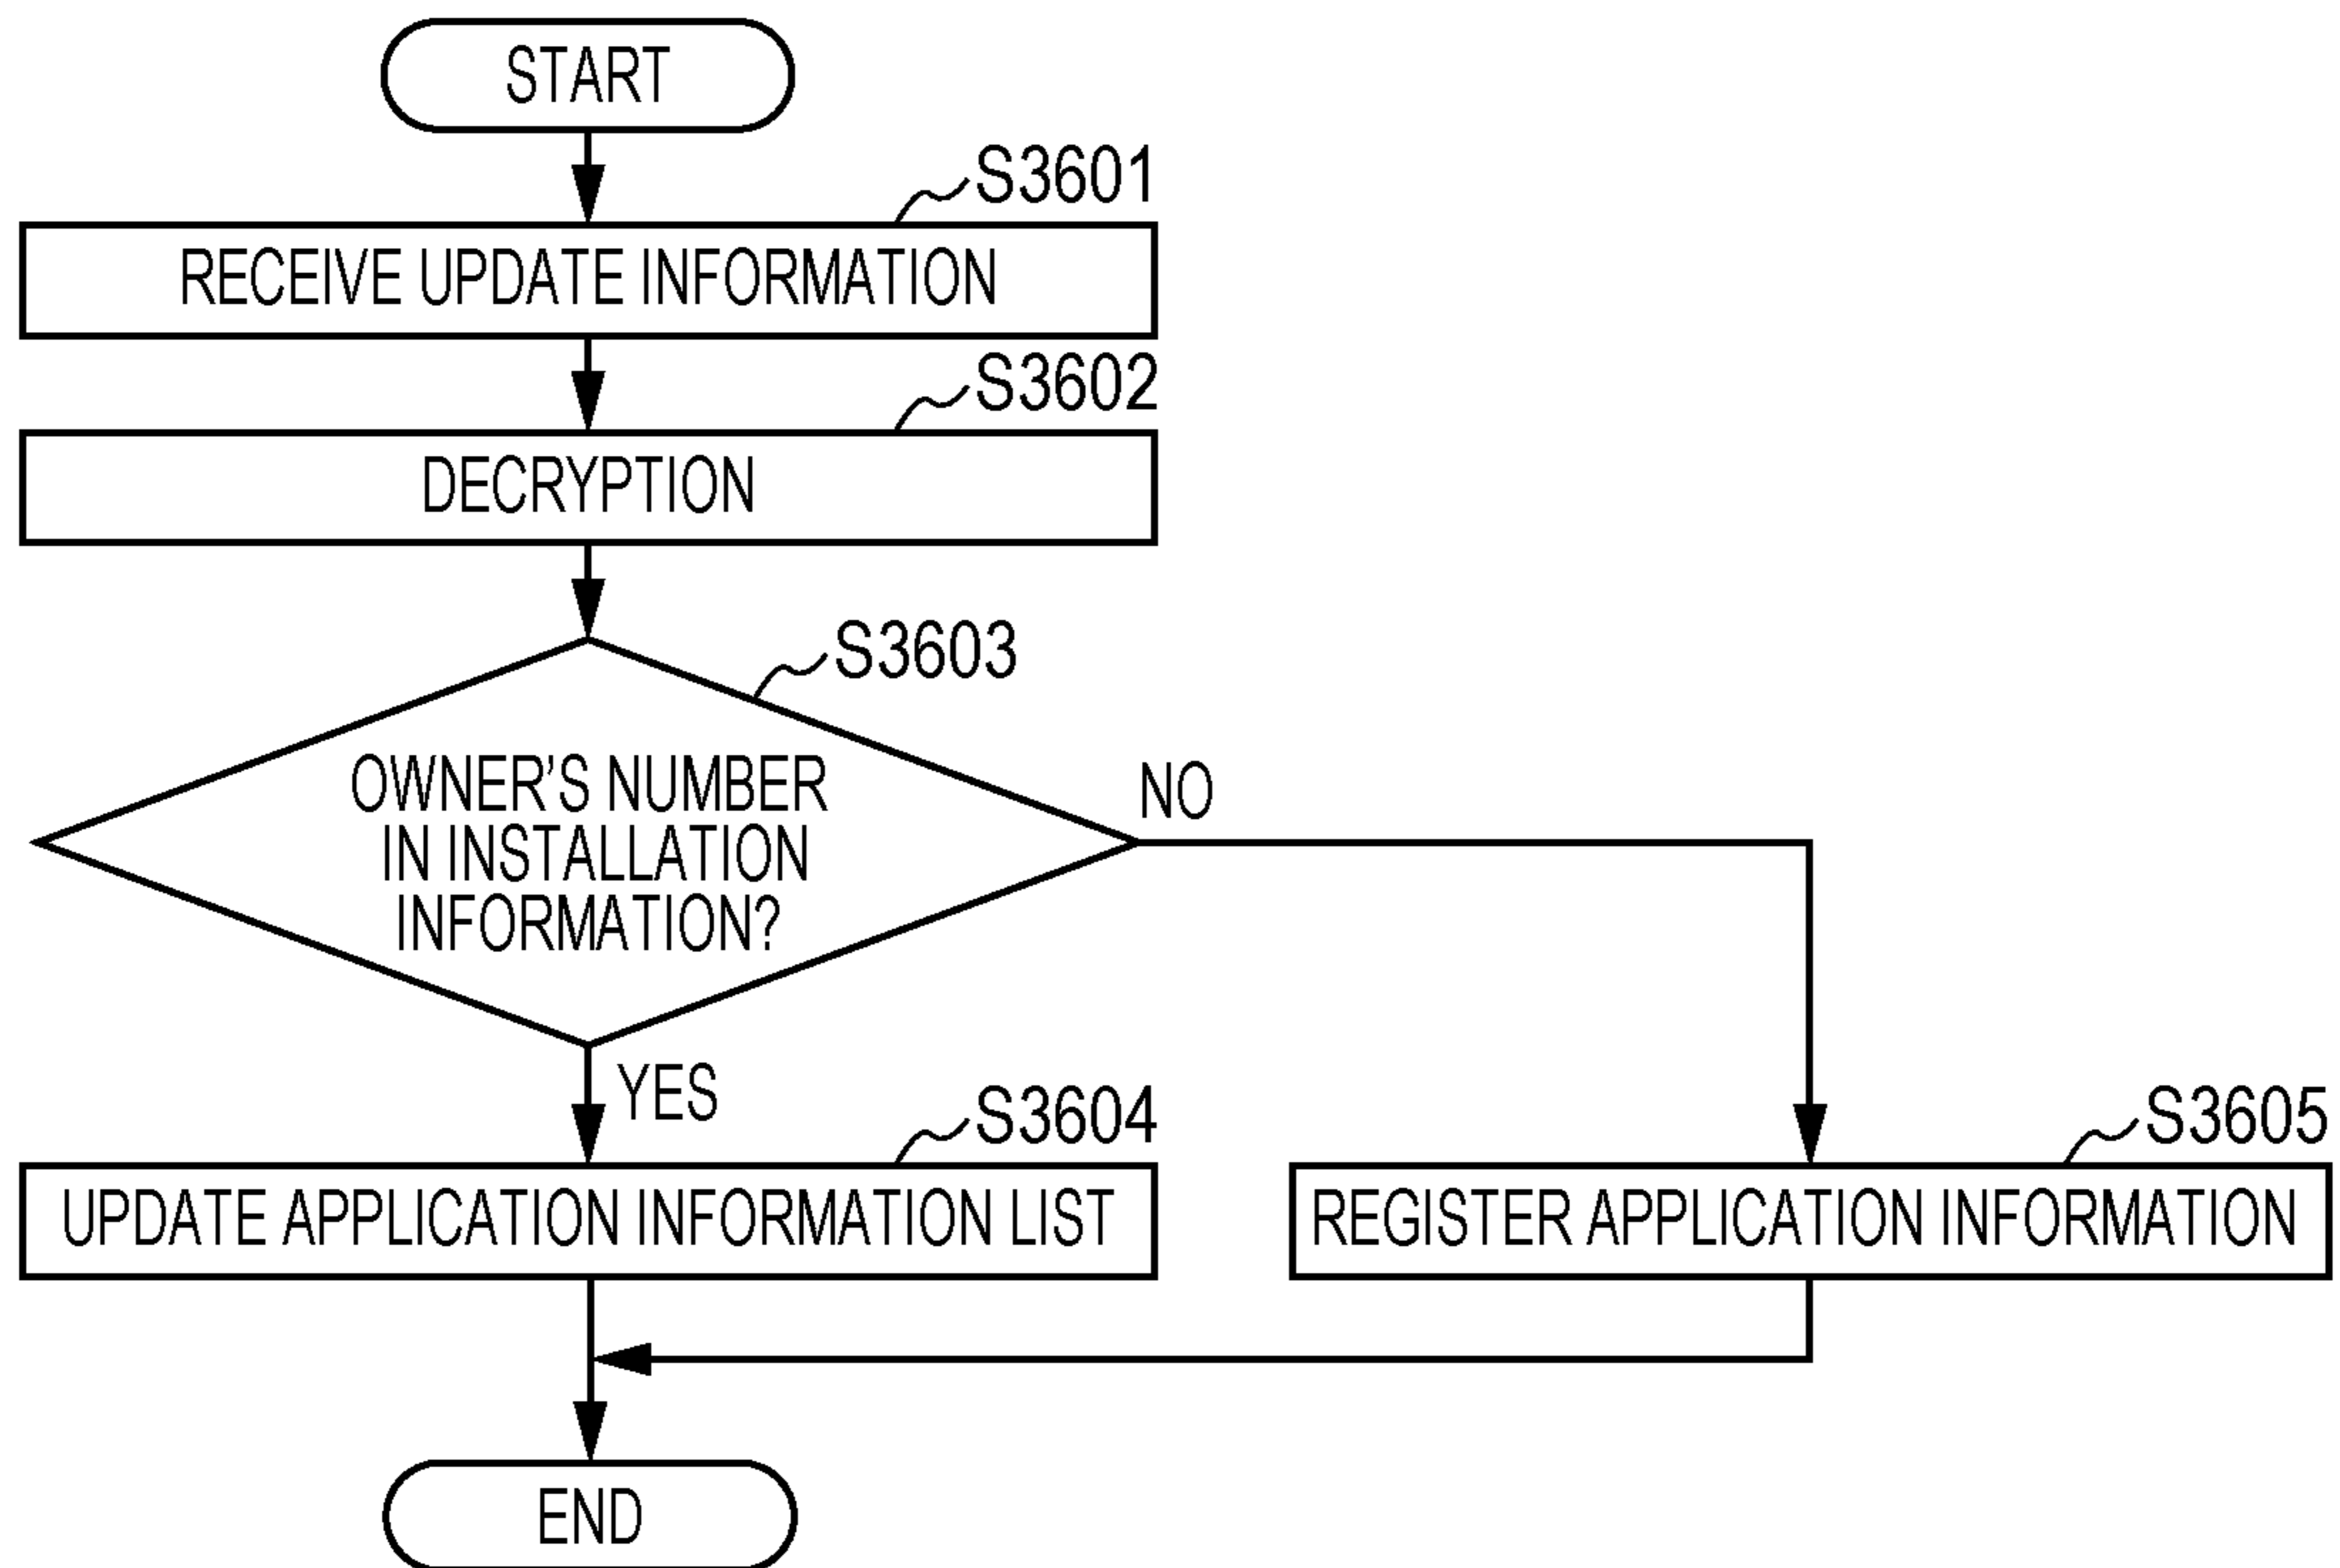 START
S3601
RECEIVE UPDATE INFORMATION
S3602
DECRYPTION
S3603
OWNER'S NUMBER
IN INSTALLATION
INFORMATION?
NO
YES
S3604
UPDATE APPLICATION INFORMATION LIST
S3605
REGISTER APPLICATION INFORMATION
END